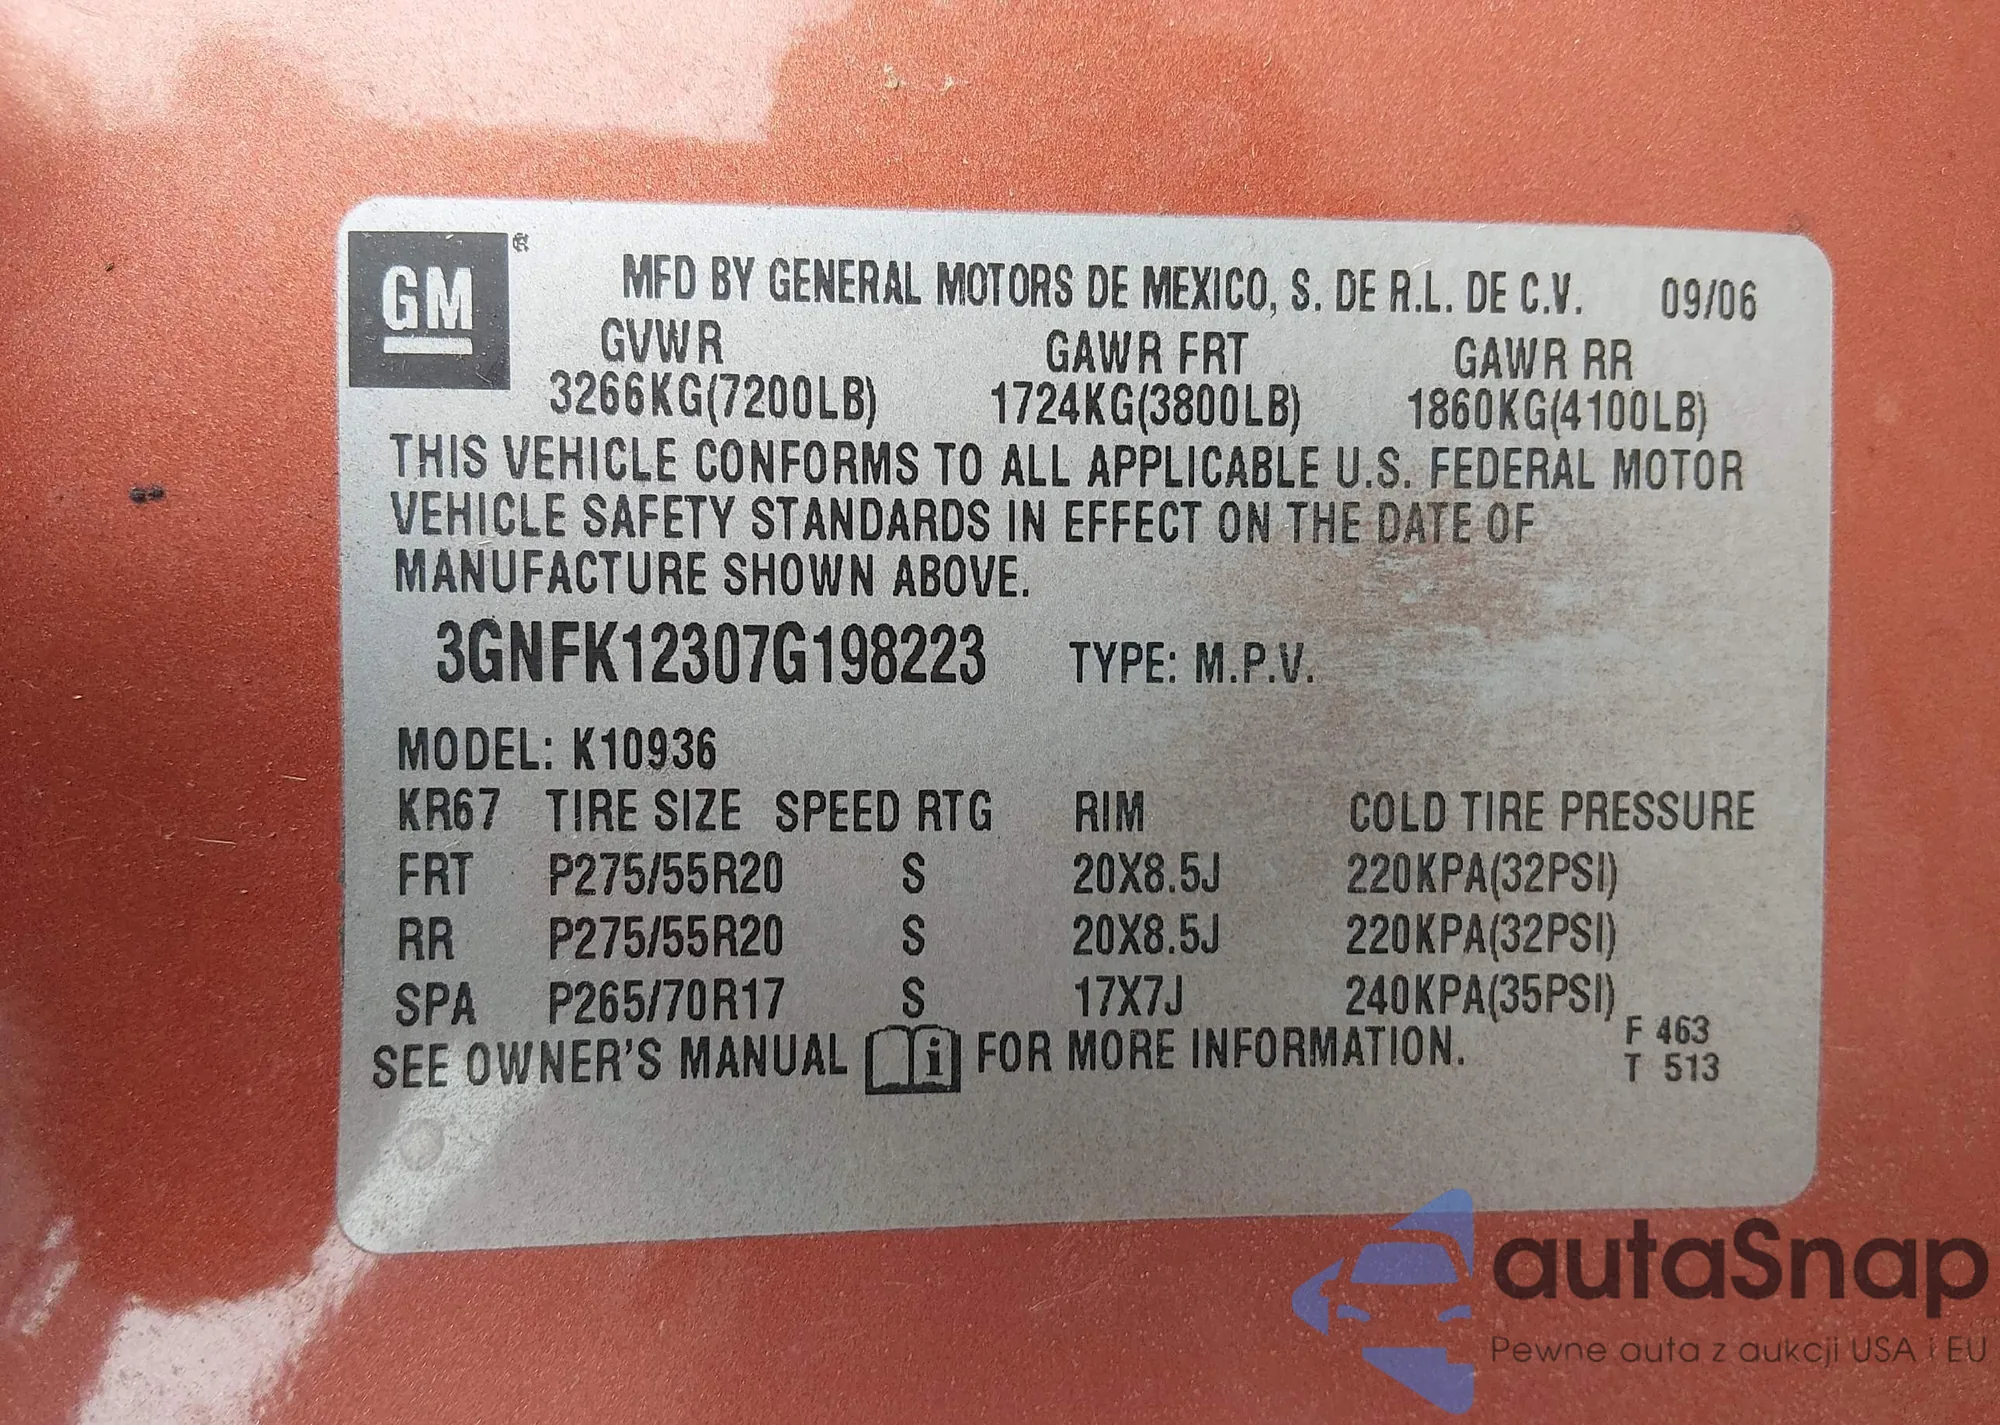 GM®
MFD BY GENERAL MOTORS DE MEXICO, S. DE R.L. DE C.V. 09/06
GVWR GAWR FRT GAWR RR
3266KG(7200LB) 1724KG(3800LB) 1860KG(4100LB)
THIS VEHICLE CONFORMS TO ALL APPLICABLE U.S. FEDERAL MOTOR
VEHICLE SAFETY STANDARDS IN EFFECT ON THE DATE OF
MANUFACTURE SHOWN ABOVE.
3GNFK12307G198223 TYPE: M.P.V.
MODEL: K10936
KR67 TIRE SIZE SPEED RTG RIM COLD TIRE PRESSURE
FRT P275/55R20 S 20X8.5J 220KPA(32PSI)
RR P275/55R20 S 20X8.5J 220KPA(32PSI)
SPA P265/70R17 S 17X7J 240KPA(35PSI)
SEE OWNER'S MANUAL i FOR MORE INFORMATION.
F 463
T 513
autaSnap
Pewne auta z aukcji USA i EU